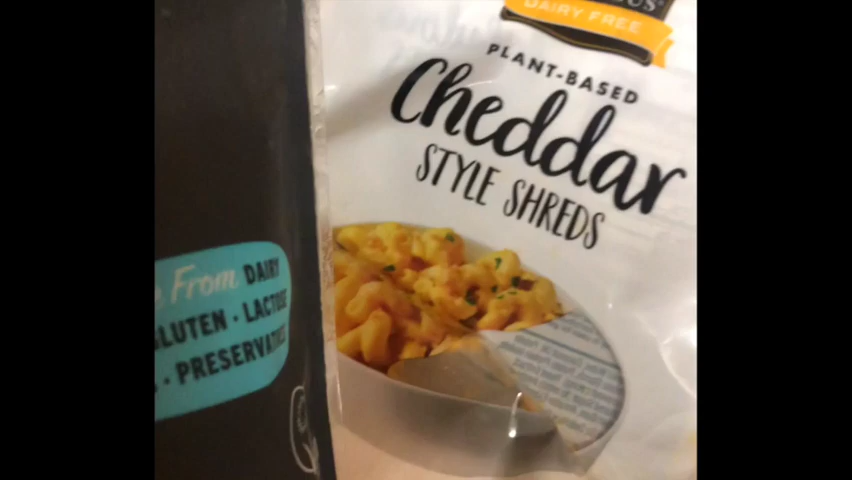 DAIRY FREE
PLANT-BASED
Cheddar
STYLE SHREDS
From DAIRY
GLUTEN · LACTOSE
· PRESERVATIVES